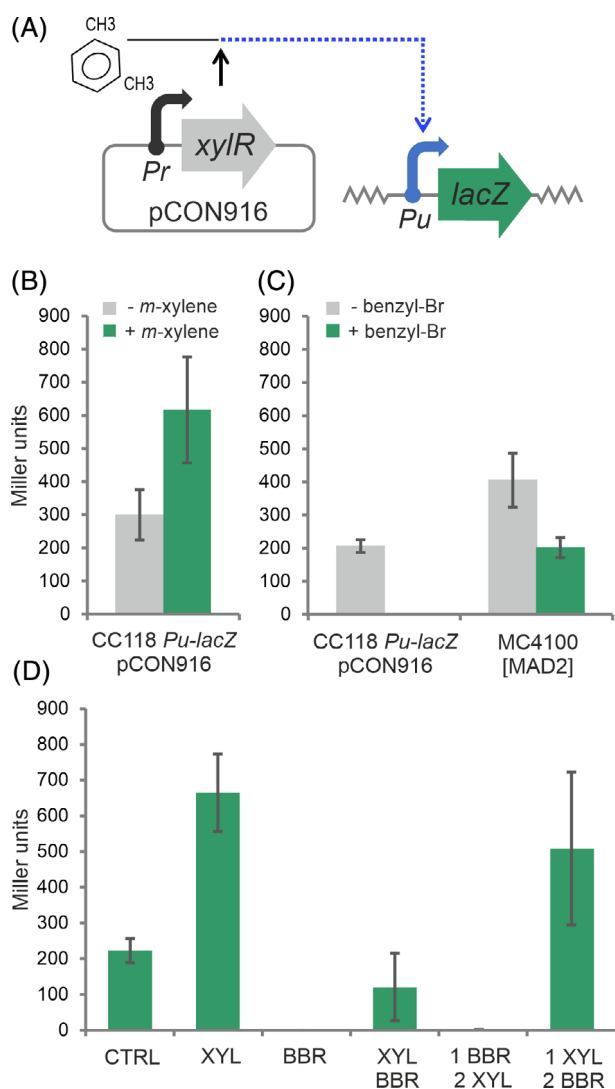 (A)
CH3
CH3
Pr
xylR
pCON916
Pu
lacZ
(B)
- m-xylene
+ m-xylene
Miller units
900
800
700
600
500
400
300
200
100
0
CC118 Pu-lacZ
pCON916
(C)
- benzyl-Br
+ benzyl-Br
900
800
700
600
500
400
300
200
100
0
CC118 Pu-lacZ
pCON916
MC4100
[MAD2]
(D)
Miller units
900
800
700
600
500
400
300
200
100
0
CTRL
XYL
BBR
XYL
BBR
1 BBR
2 XYL
1 XYL
2 BBR